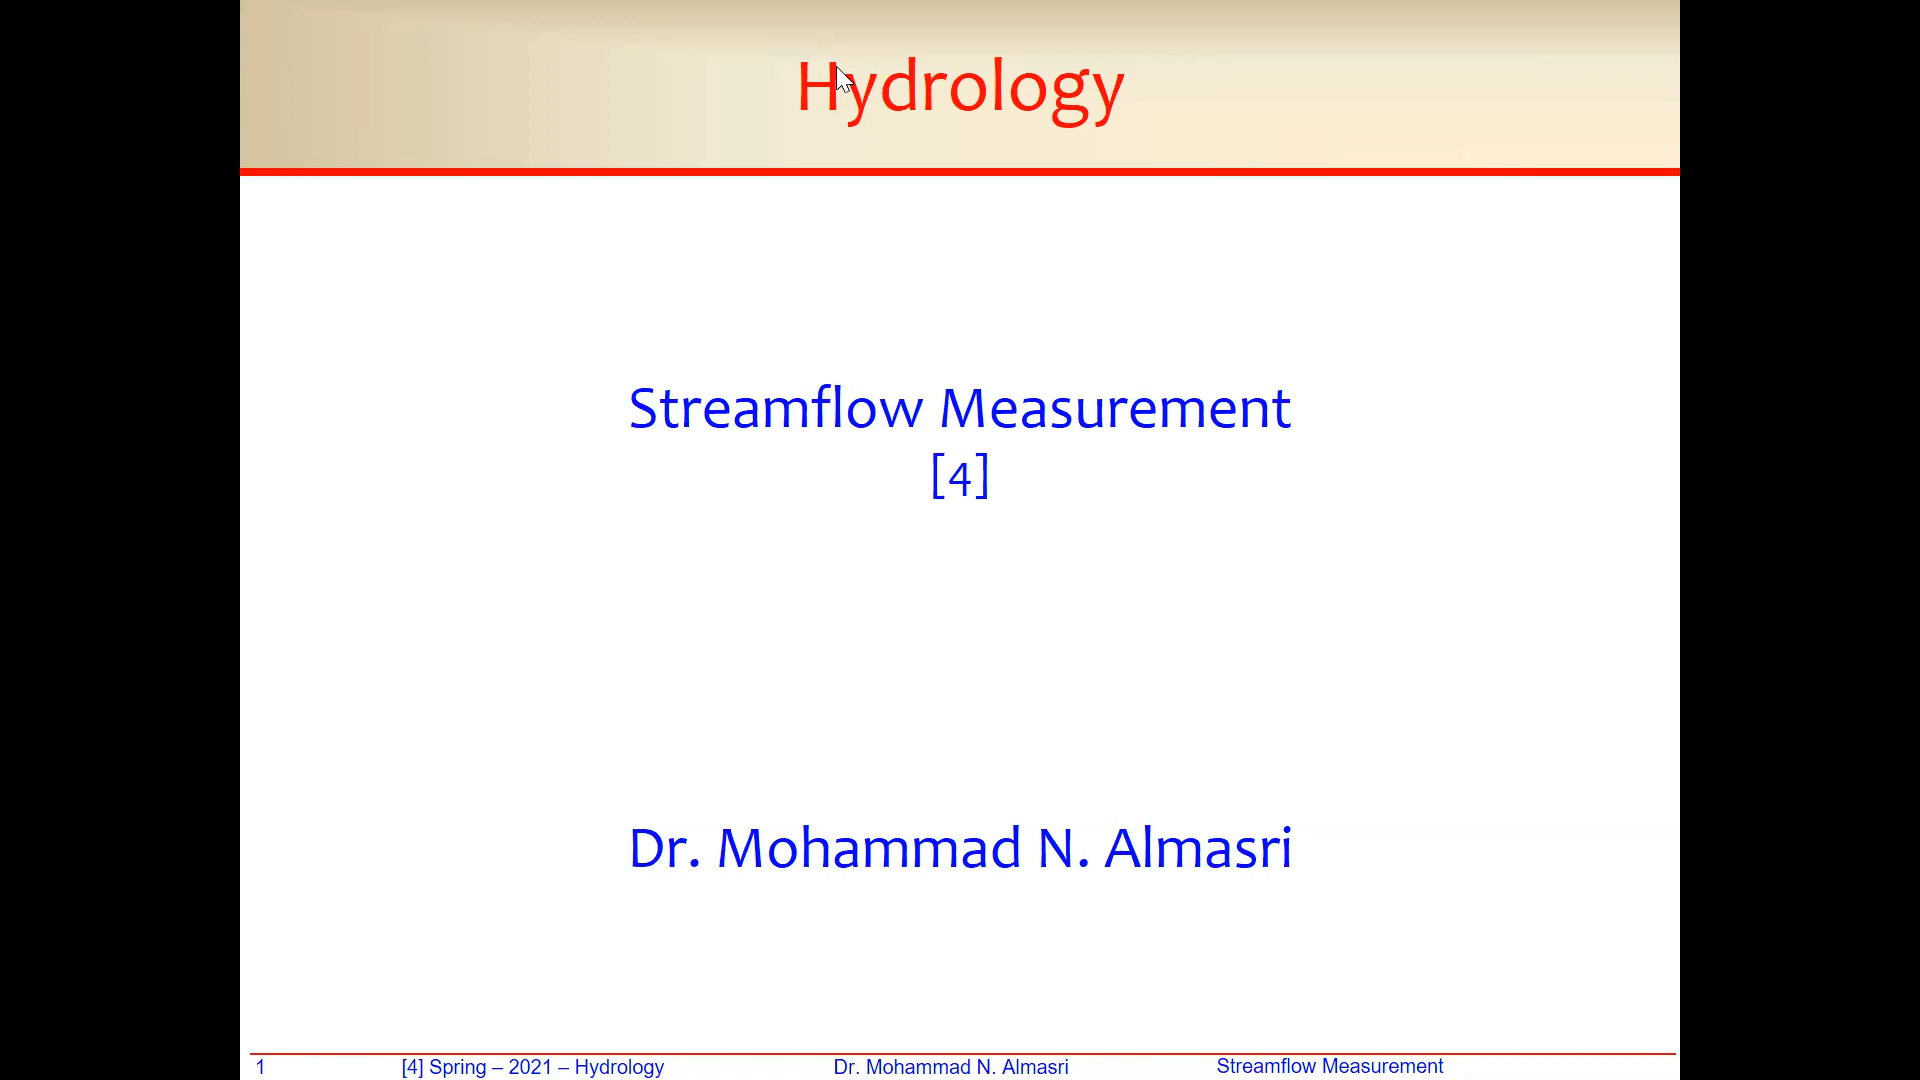 Hydrology
Streamflow Measurement
[4]
Dr. Mohammad N. Almasri
1 [4] Spring – 2021 – Hydrology Dr. Mohammad N. Almasri Streamflow Measurement